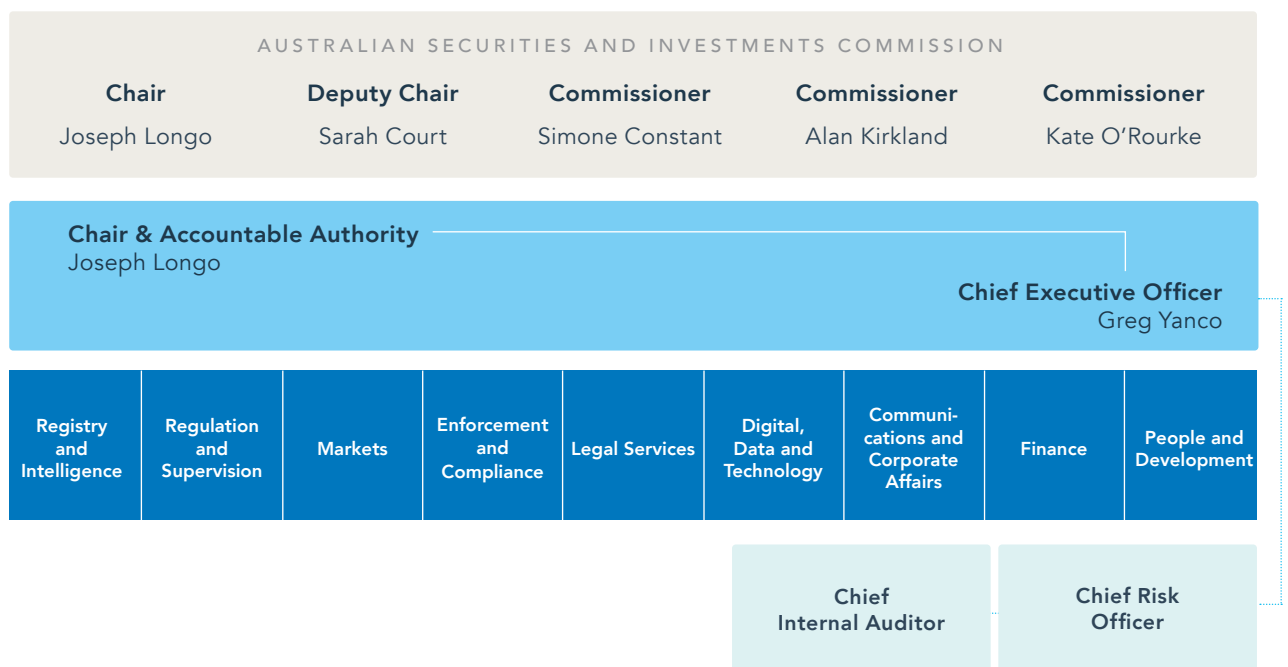 AUSTRALIAN SECURITIES AND INVESTMENTS COMMISSION
Chair
Joseph Longo
Deputy Chair
Sarah Court
Commissioner
Simone Constant
Commissioner
Alan Kirkland
Commissioner
Kate O’Rourke
Chair & Accountable Authority
Joseph Longo
Chief Executive Officer
Greg Yanco
Registry
and
Intelligence
Regulation
and
Supervision
Markets
Enforcement
and
Compliance
Legal Services
Digital,
Data and
Technology
Communi-
cations and
Corporate
Affairs
Finance
People and
Development
Chief
Internal Auditor
Chief Risk
Officer